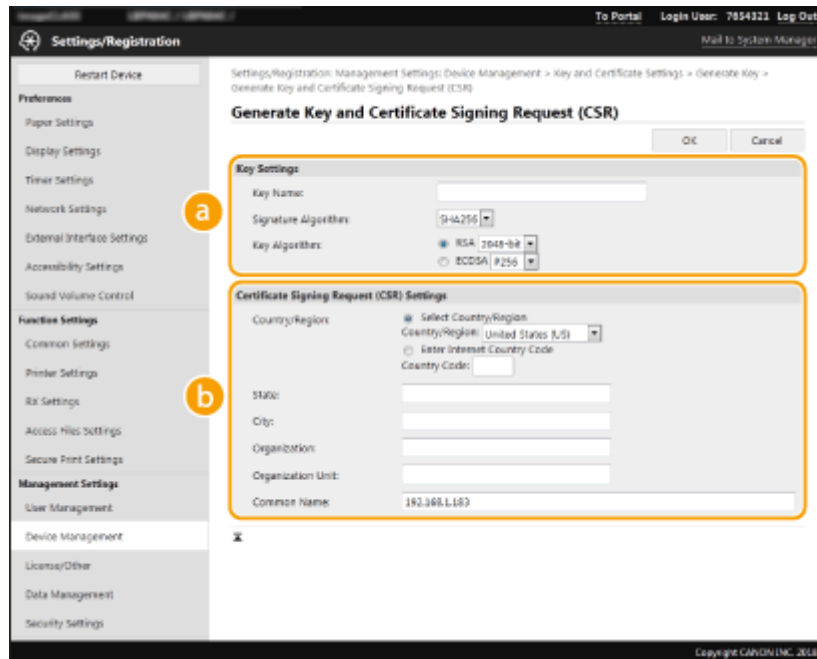 To Portal Login User: 7654321 Log Out
Settings/Registration
Mail to System Manager
Restart Device
Preferences
Paper Settings
Display Settings
Timer Settings
Network Settings
External Interface Settings
Accessibility Settings
Sound Volume Control
Function Settings
Common Settings
Printer Settings
RX Settings
Access Files Settings
Secure Print Settings
Management Settings
User Management
Device Management
License/Other
Data Management
Security Settings
Settings/Registration: Management Settings: Device Management > Key and Certificate Settings > Generate Key >
Generate Key and Certificate Signing Request (CSR)
Generate Key and Certificate Signing Request (CSR)
OK Cancel
a
Key Settings
Key Name:
Signature Algorithm: SHA256
Key Algorithm: RSA 2048-bit
ECDSA P256
b
Certificate Signing Request (CSR) Settings
Country/Region: Select Country/Region
Country/Region: United States (US)
Enter Internet Country Code
Country Code:
State:
City:
Organization:
Organization Unit:
Common Name: 192.168.1.183
Copyright CANON INC. 2018